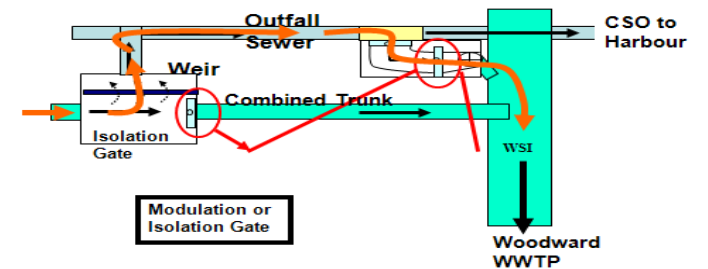 Outfall
Sewer
CSO to
Harbour
Weir
Combined Trunk
Isolation
Gate
WSI
Modulation or
Isolation Gate
Woodward
WWTP